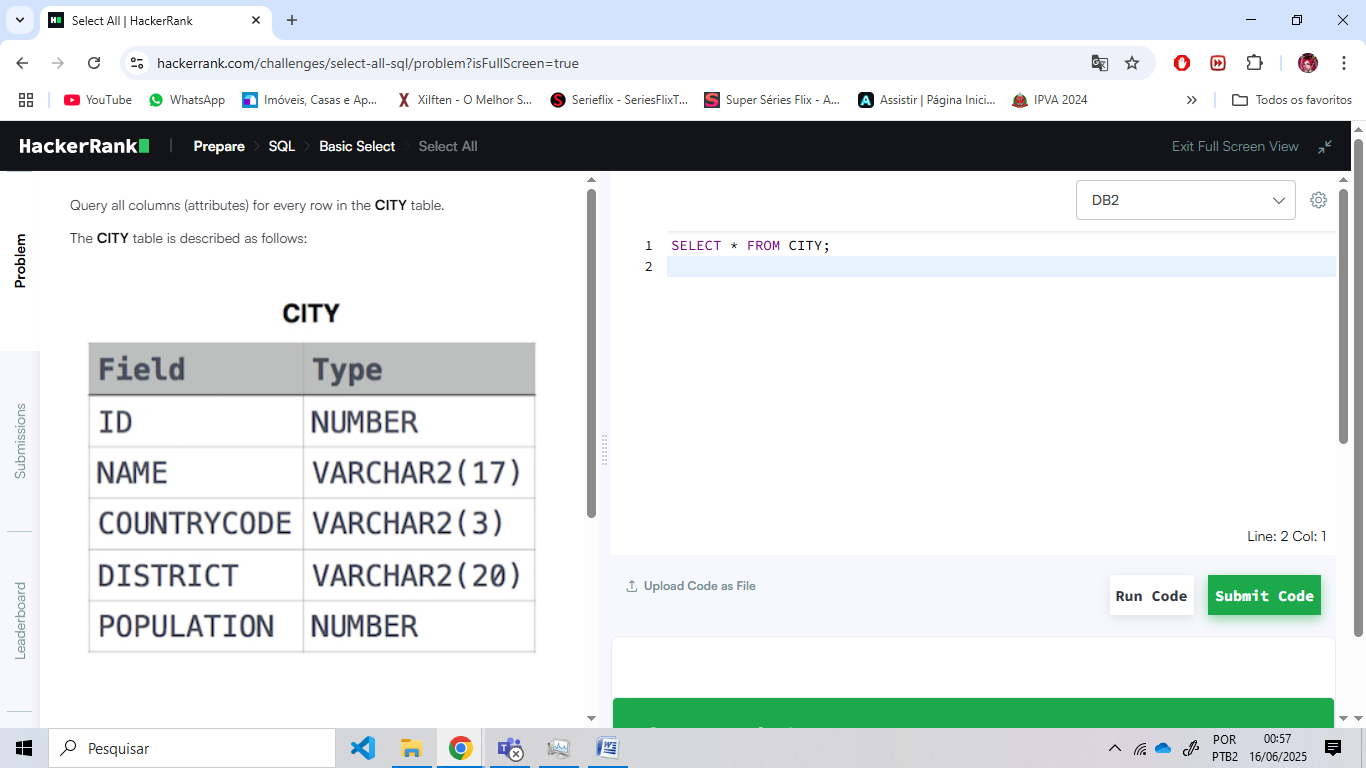 Select All | HackerRank
hackerrank.com/challenges/select-all-sql/problem?isFullScreen=true
YouTube WhatsApp Imóveis, Casas e Ap... Xilften - O Melhor S... Serieflix - SeriesFlixT... Super Séries Flix - A... Assistir | Página Inici... IPVA 2024 » Todos os favoritos
HackerRank | Prepare > SQL > Basic Select > Select All Exit Full Screen View
Problem
Submissions
Leaderboard
Query all columns (attributes) for every row in the CITY table.
The CITY table is described as follows:
CITY
Field Type
ID NUMBER
NAME VARCHAR2(17)
COUNTRYCODE VARCHAR2(3)
DISTRICT VARCHAR2(20)
POPULATION NUMBER
DB2
1 SELECT * FROM CITY;
2
Line: 2 Col: 1
Upload Code as File
Run Code Submit Code
Pesquisar
POR 00:57
PTB2 16/06/2025